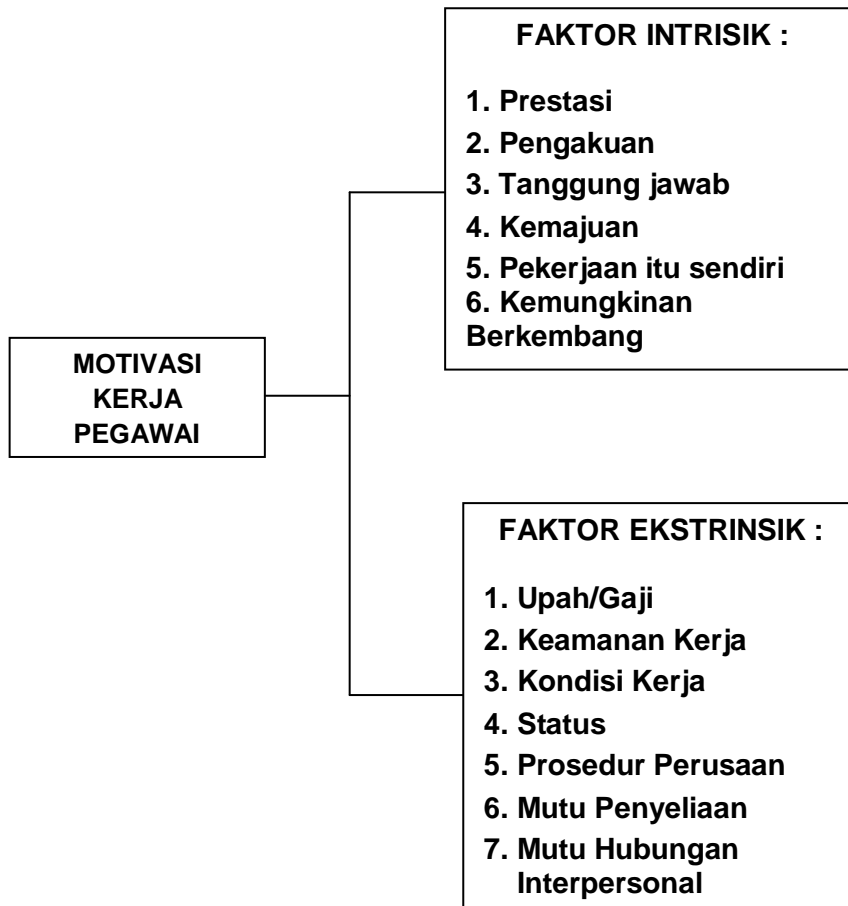 FAKTOR INTRISIK :
1. Prestasi
2. Pengakuan
3. Tanggung jawab
4. Kemajuan
5. Pekerjaan itu sendiri
6. Kemungkinan
Berkembang
MOTIVASI
KERJA
PEGAWAI
FAKTOR EKSTRINSIK :
1. Upah/Gaji
2. Keamanan Kerja
3. Kondisi Kerja
4. Status
5. Prosedur Perusaan
6. Mutu Penyeliaan
7. Mutu Hubungan
Interpersonal